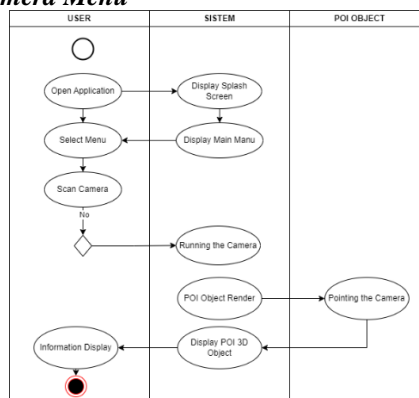 mera Menu
USER SISTEM POI OBJECT
Open Application
Display Splash
Screen
Select Menu
Display Main Manu
Scan Camera
No
Running the Camera
POI Object Render
Pointing the Camera
Information Display
Display POI 3D
Object